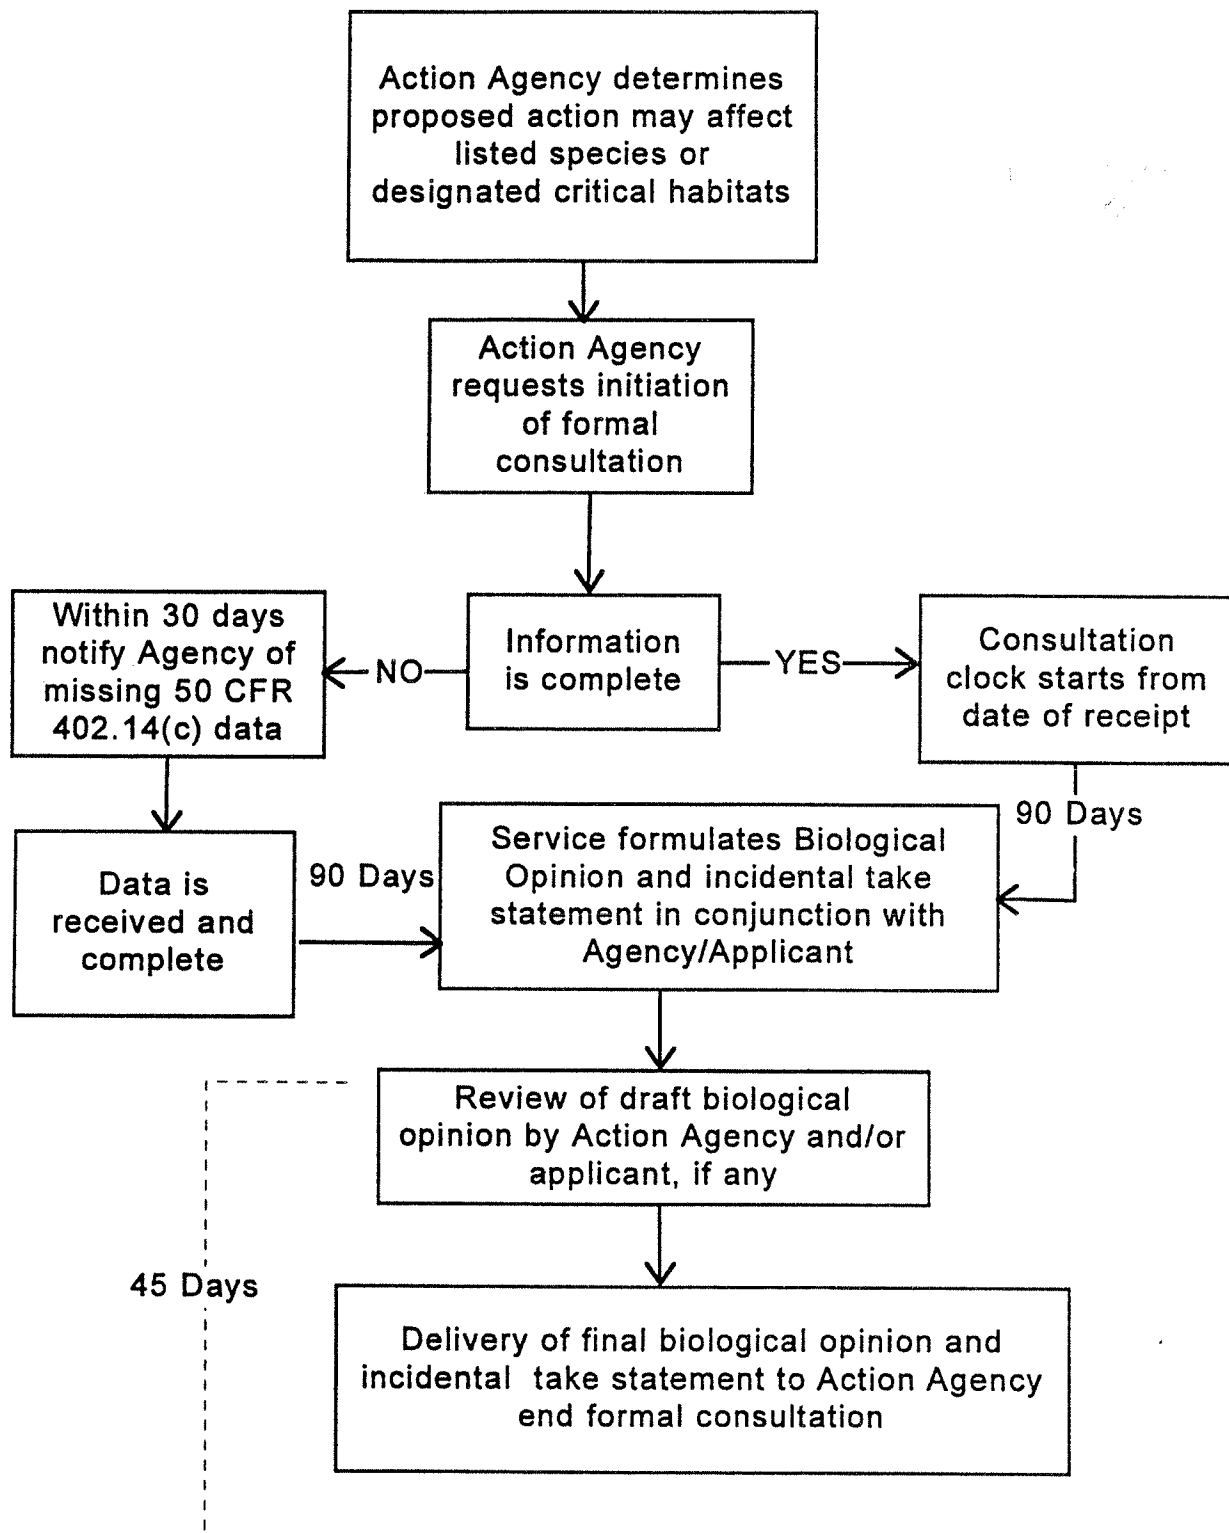 Action Agency determines
proposed action may affect
listed species or
designated critical habitats
Action Agency
requests initiation
of formal
consultation
Within 30 days
notify Agency of
missing 50 CFR
402.14(c) data
NO
Information
is complete
YES
Consultation
clock starts from
date of receipt
90 Days
Data is
received and
complete
90 Days
Service formulates Biological
Opinion and incidental take
statement in conjunction with
Agency/Applicant
Review of draft biological
opinion by Action Agency and/or
applicant, if any
45 Days
Delivery of final biological opinion and
incidental take statement to Action Agency
end formal consultation